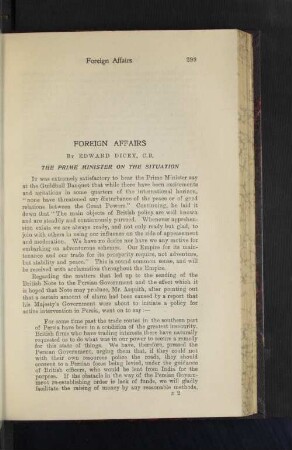 Foreign Affairs 299
FOREIGN AFFAIRS
By EDWARD DICEY, C.B.
THE PRIME MINISTER ON THE SITUATION
It was extremely satisfactory to hear the Prime Minister say
at the Guildhall Banquet that while there have been excitements
and agitations in some quarters of the international horizon,
"none have threatened any disturbance of the peace or of good
relations between the Great Powers." Continuing, he laid it
down that "The main objects of British policy are well known
and are steadily and continuously pursued. Whenever apprehension
exists we are always ready, and not only ready but glad, to
join with others in using our influence on the side of agreement
and moderation. We have no desire nor have we any motive for
embarking on adventurous schemes. Our Empire for its maintenance
and our trade for its prosperity require, not adventure,
but stability and peace." This is sound common sense, and will
be received with acclamation throughout the Empire.
Regarding the matters that led up to the sending of the
British Note to the Persian Government and the effect which it
is hoped that Note may produce, Mr. Asquith, after pointing out
that a certain amount of alarm had been caused by a report that
his Majesty's Government were about to initiate a policy for
active intervention in Persia, went on to say :—
For some time past the trade routes in the southern part
of Persia have been in a condition of the greatest insecurity.
British firms who have trading interests there have naturally
requested us to do what was in our power to secure a remedy
for this state of things. We have, therefore, pressed the
Persian Government, urging them that, if they could not
with their own resources police the roads, they should
consent to a Persian force being raised, under the guidance
of British officers, who would be lent from India for the
purpose. If the obstacle in the way of the Persian Government
re-establishing order is lack of funds, we will gladly
facilitate the raising of money by any reasonable methods,